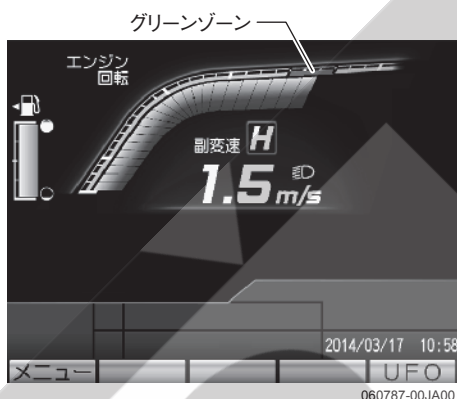 グリーンゾーン
エンジン
回転
副変速 H
1.5 m/s
2014/03/17 10:58
メニュー
UFO
060787-00JA00